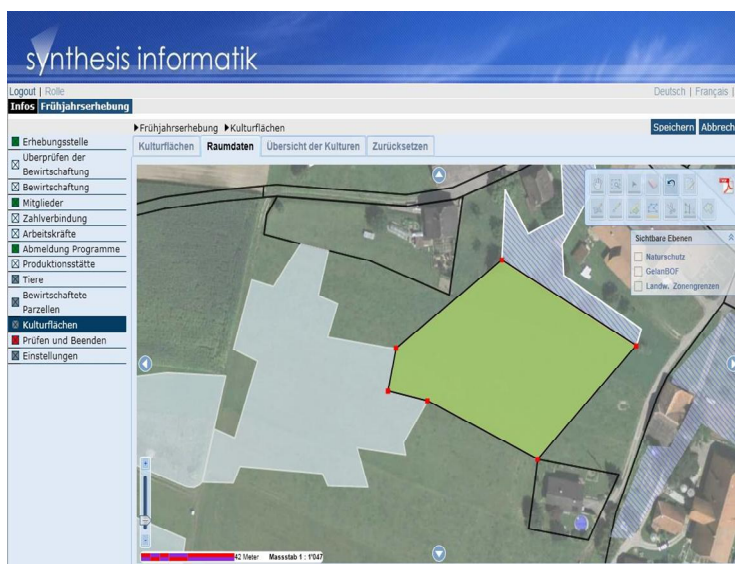 synthesis informatik
Logout | Rolle
Deutsch | Français |
Infos Frühjahrserhebung
▶Frühjahrserhebung ▶Kulturflächen
Speichern Abbrech
Kulturflächen Raumdaten Übersicht der Kulturen Zurücksetzen
Erhebungsstelle
Überprüfen der
Bewirtschaftung
Bewirtschaftung
Mitglieder
Zahlverbindung
Arbeitskräfte
Abmeldung Programme
Produktionsstätte
Tiere
Bewirtschaftete
Parzellen
Kulturflächen
Prüfen und Beenden
Einstellungen
Sichtbare Ebenen
Naturschutz
GelanBOF
Landw. Zonengrenzen
42 Meter Massstab 1 : 1'047